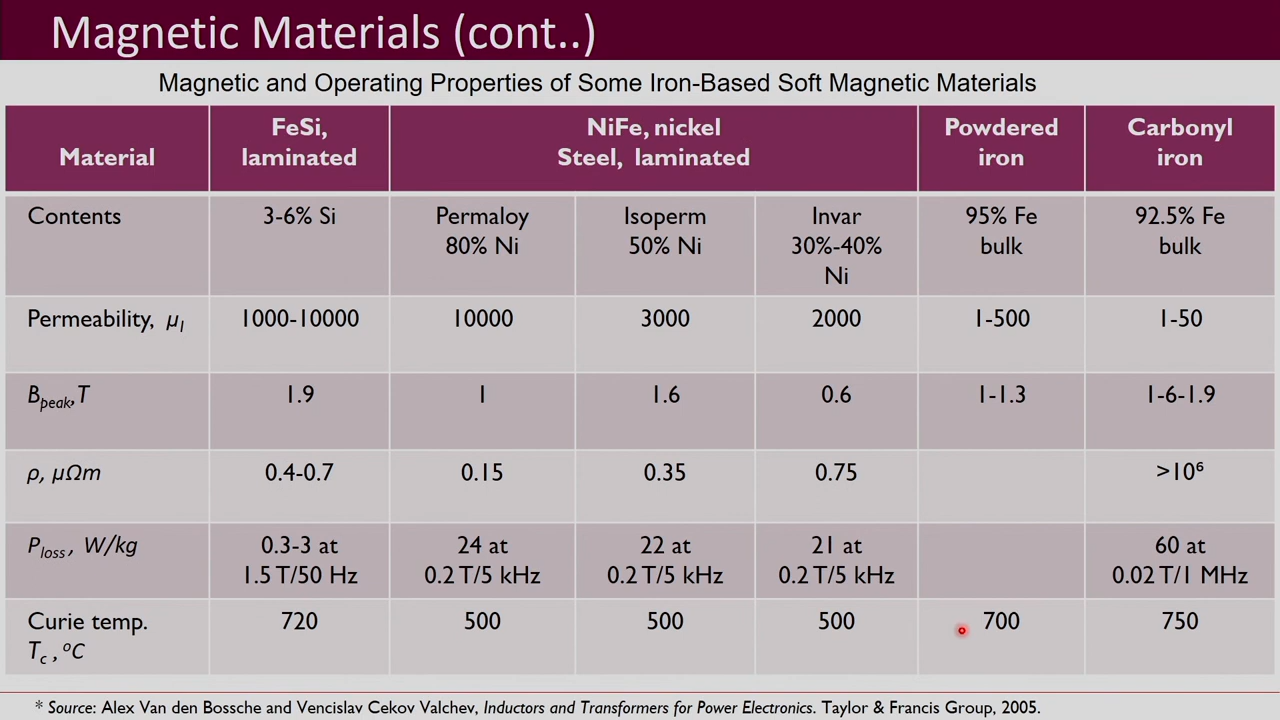 Magnetic Materials (cont..)
Magnetic and Operating Properties of Some Iron-Based Soft Magnetic Materials
Material
FeSi,
laminated
NiFe, nickel
Steel, laminated
Powdered
iron
Carbonyl
iron
Contents
3-6% Si
Permaloy
80% Ni
Isoperm
50% Ni
Invar
30%-40%
Ni
95% Fe
bulk
92.5% Fe
bulk
Permeability, μI
1000-10000
10000
3000
2000
1-500
1-50
Bpeak,T
1.9
1
1.6
0.6
1-1.3
1-6-1.9
ρ, μΩm
0.4-0.7
0.15
0.35
0.75
>10⁶
Ploss, W/kg
0.3-3 at
1.5 T/50 Hz
24 at
0.2 T/5 kHz
22 at
0.2 T/5 kHz
21 at
0.2 T/5 kHz
60 at
0.02 T/1 MHz
Curie temp.
Tc, ᵒC
720
500
500
500
700
750
* Source: Alex Van den Bossche and Vencislav Cekov Valchev, Inductors and Transformers for Power Electronics. Taylor & Francis Group, 2005.